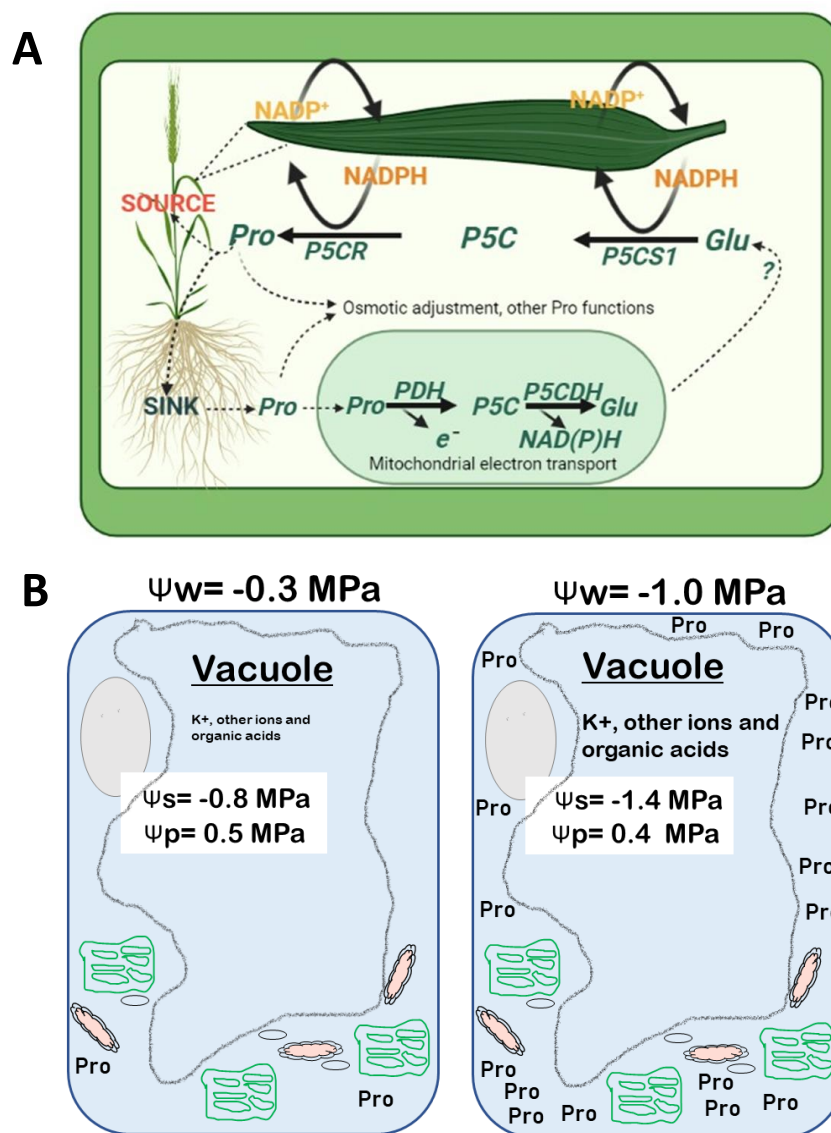 A
NADP+
NADP+
NADPH
NADPH
SOURCE
Pro
P5CR
P5C
P5CS1
Glu
?
Osmotic adjustment, other Pro functions
SINK
Pro
Pro
PDH
P5C
P5CDH
Glu
e-
NAD(P)H
Mitochondrial electron transport
B
Ψw= -0.3 MPa
Vacuole
K+, other ions and
organic acids
Ψs= -0.8 MPa
Ψp= 0.5 MPa
Pro
Pro
Ψw= -1.0 MPa
Pro
Pro
Pro
Vacuole
Pro
K+, other ions and
organic acids
Pro
Ψs= -1.4 MPa
Ψp= 0.4 MPa
Pro
Pro
Pro
Pro
Pro
Pro
Pro
Pro
Pro
Pro
Pro
Pro